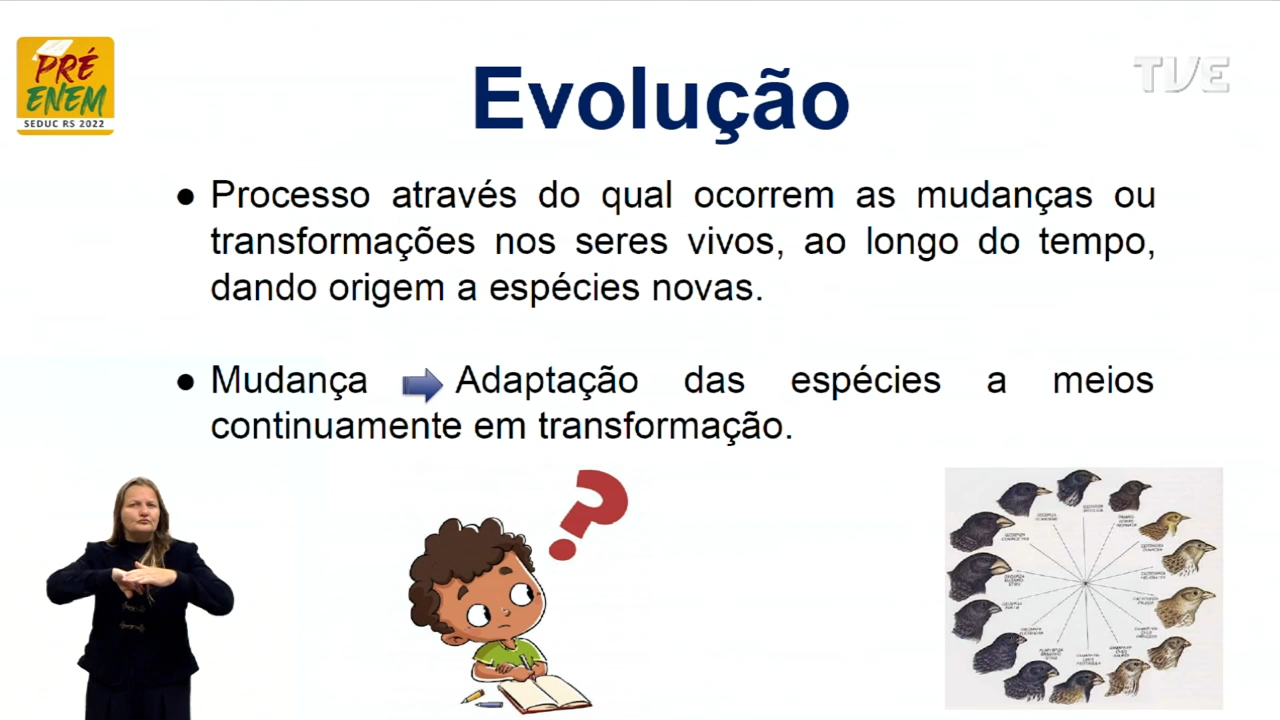 PRÉ
ENEM
SEDUC RS 2022
TVE
Evolução
● Processo através do qual ocorrem as mudanças ou
transformações nos seres vivos, ao longo do tempo,
dando origem a espécies novas.
● Mudança Adaptação das espécies a meios
continuamente em transformação.
?